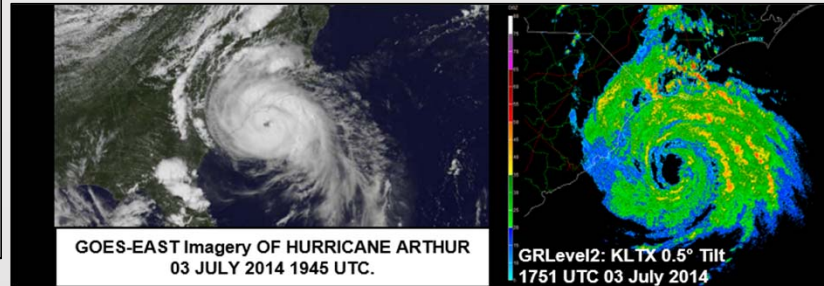 GOES-EAST Imagery OF HURRICANE ARTHUR
03 JULY 2014 1945 UTC.
GRLevel2: KLTX 0.5° Tilt
1751 UTC 03 July 2014